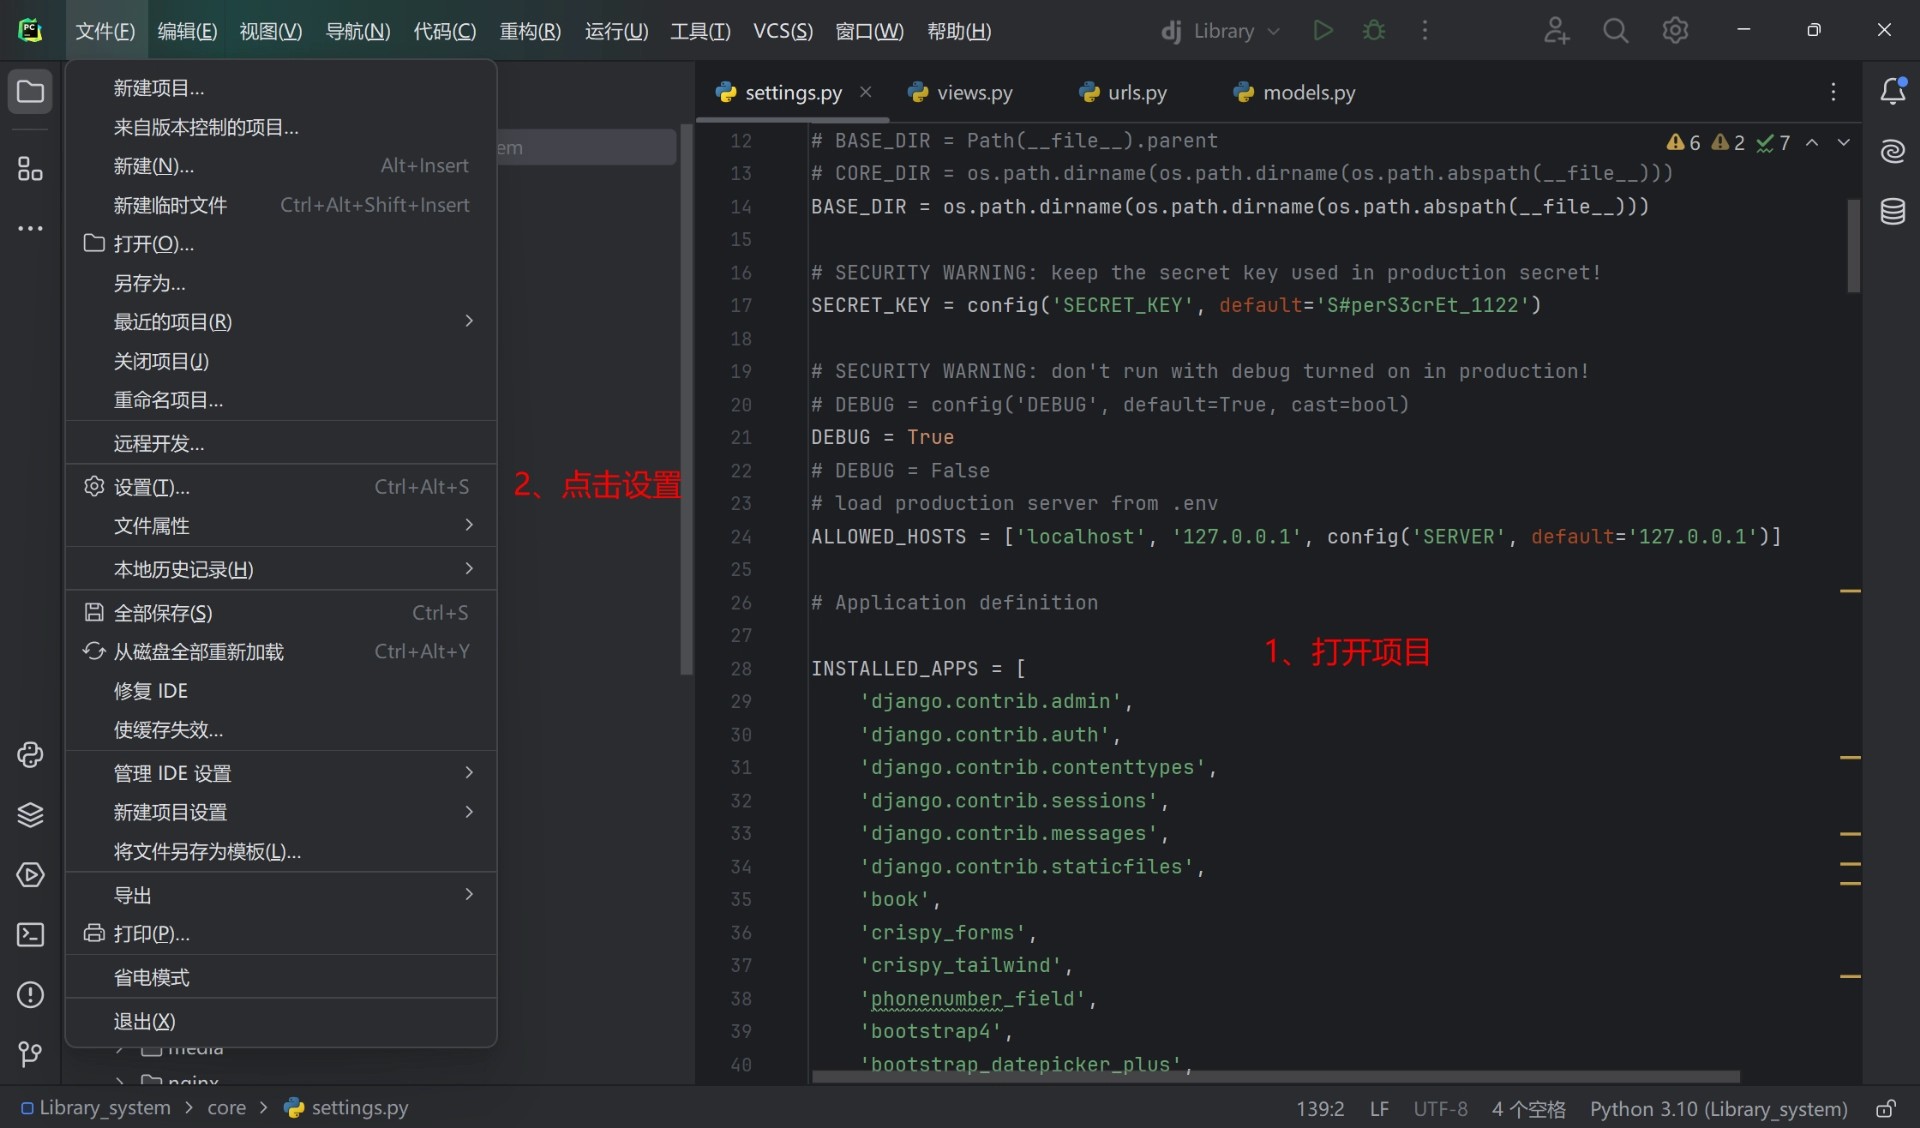 文件(F) 编辑(E) 视图(V) 导航(N) 代码(C) 重构(R) 运行(U) 工具(T) VCS(S) 窗口(W) 帮助(H) dj Library
新建项目...
来自版本控制的项目...
新建(N)... Alt+Insert
新建临时文件 Ctrl+Alt+Shift+Insert
打开(O)...
另存为...
最近的项目(R)
关闭项目(J)
重命名项目...
远程开发...
设置(T)... Ctrl+Alt+S
文件属性
本地历史记录(H)
全部保存(S) Ctrl+S
从磁盘全部重新加载 Ctrl+Alt+Y
修复 IDE
使缓存失效...
管理 IDE 设置
新建项目设置
将文件另存为模板(L)...
导出
打印(P)...
省电模式
退出(X)
media
nginx
em
2、点击设置
settings.py views.py urls.py models.py
6 2 7
12 # BASE_DIR = Path(__file__).parent
13 # CORE_DIR = os.path.dirname(os.path.dirname(os.path.abspath(__file__)))
14 BASE_DIR = os.path.dirname(os.path.dirname(os.path.abspath(__file__)))
15
16 # SECURITY WARNING: keep the secret key used in production secret!
17 SECRET_KEY = config('SECRET_KEY', default='S#perS3crEt_1122')
18
19 # SECURITY WARNING: don't run with debug turned on in production!
20 # DEBUG = config('DEBUG', default=True, cast=bool)
21 DEBUG = True
22 # DEBUG = False
23 # load production server from .env
24 ALLOWED_HOSTS = ['localhost', '127.0.0.1', config('SERVER', default='127.0.0.1')]
25
26 # Application definition
27
1、打开项目
28 INSTALLED_APPS = [
29 'django.contrib.admin',
30 'django.contrib.auth',
31 'django.contrib.contenttypes',
32 'django.contrib.sessions',
33 'django.contrib.messages',
34 'django.contrib.staticfiles',
35 'book',
36 'crispy_forms',
37 'crispy_tailwind',
38 'phonenumber_field',
39 'bootstrap4',
40 'bootstrap_datepicker_plus',
Library_system > core > settings.py
139:2 LF UTF-8 4 个空格 Python 3.10 (Library_system)